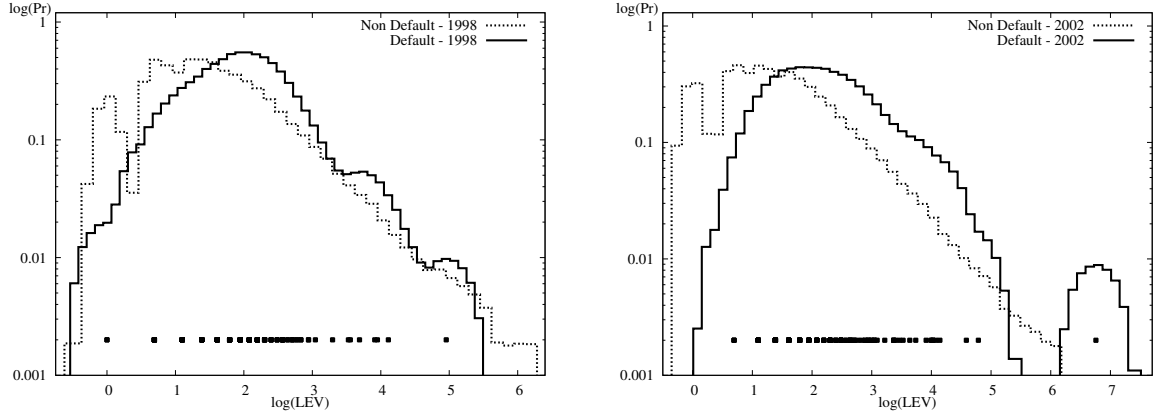 log(Pr)
1
0.1
0.01
0.001
0 1 2 3 4 5 6
log(LEV)
Non Default - 1998
Default - 1998
log(Pr)
1
0.1
0.01
0.001
0 1 2 3 4 5 6 7
log(LEV)
Non Default - 2002
Default - 2002